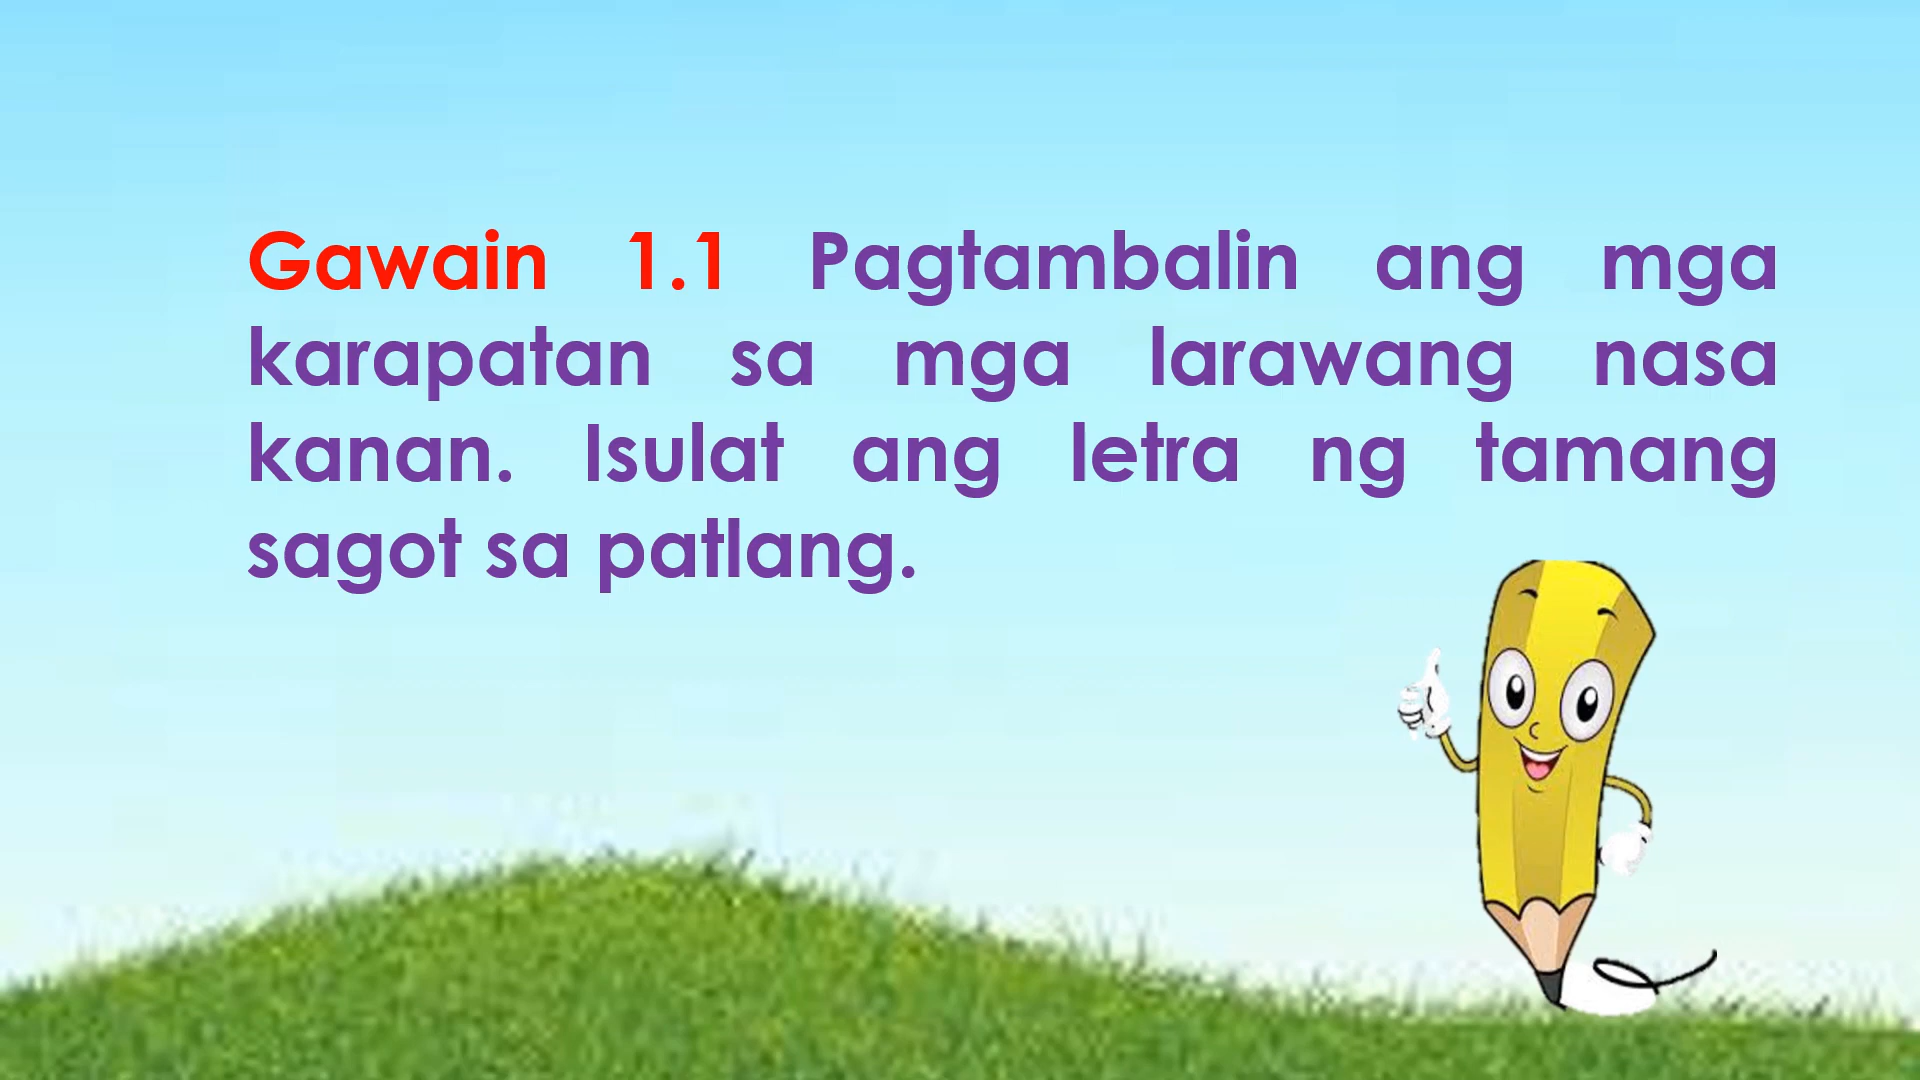 Gawain 1.1 Pagtambalin ang mga
karapatan sa mga larawang nasa
kanan. Isulat ang letra ng tamang
sagot sa patlang.